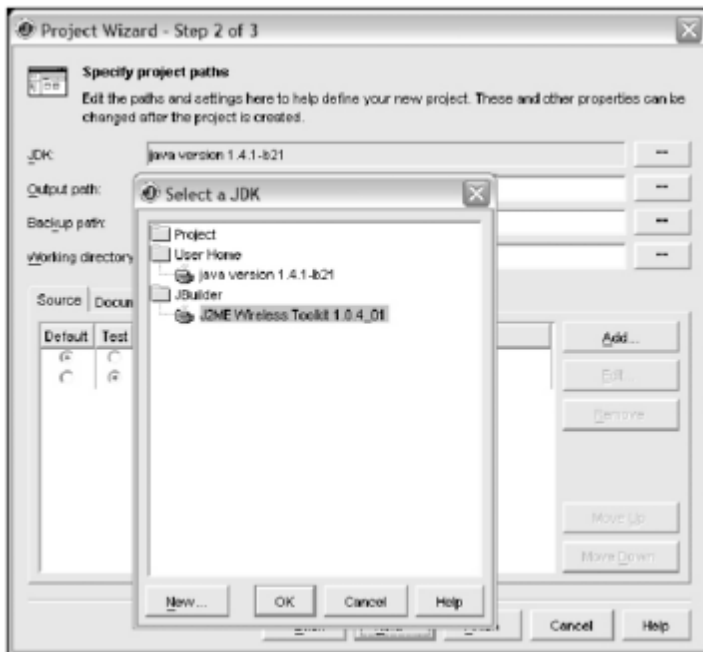 Project Wizard - Step 2 of 3
Specify project paths
Edit the paths and settings here to help define your new project. These and other properties can be
changed after the project is created.
JDK: java version 1.4.1-b21 ...
Output path: ...
Backup path: ...
Working directory ...
Select a JDK
Project
User Home
java version 1.4.1-b21
JBuilder
J2ME Wireless Toolkit 1.0.4_01
New... OK Cancel Help
Source Docum
Default Test
Add...
Edit...
Remove
Move Up
Move Down
Cancel Help